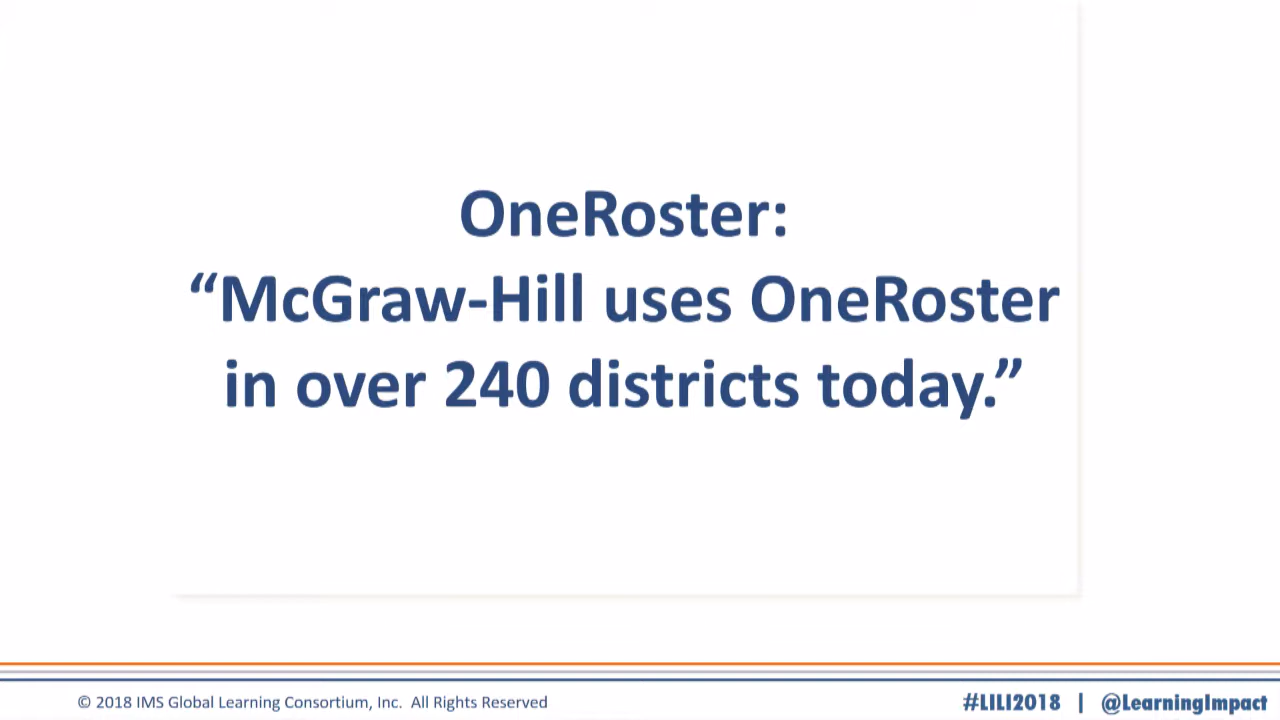 OneRoster:
“McGraw-Hill uses OneRoster
in over 240 districts today.”
© 2018 IMS Global Learning Consortium, Inc. All Rights Reserved
#LILI2018 | @LearningImpact